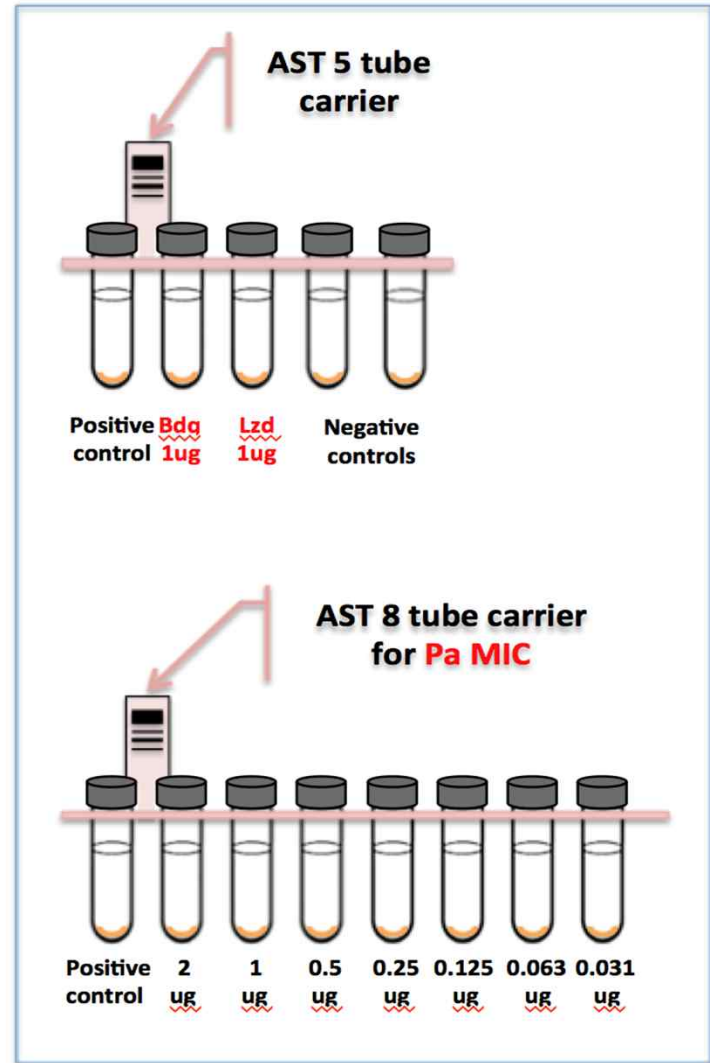 AST 5 tube
carrier
Positive Bdq Lzd Negative
control 1ug 1ug controls
AST 8 tube carrier
for Pa MIC
Positive 2 1 0.5 0.25 0.125 0.063 0.031
control ug ug ug ug ug ug ug